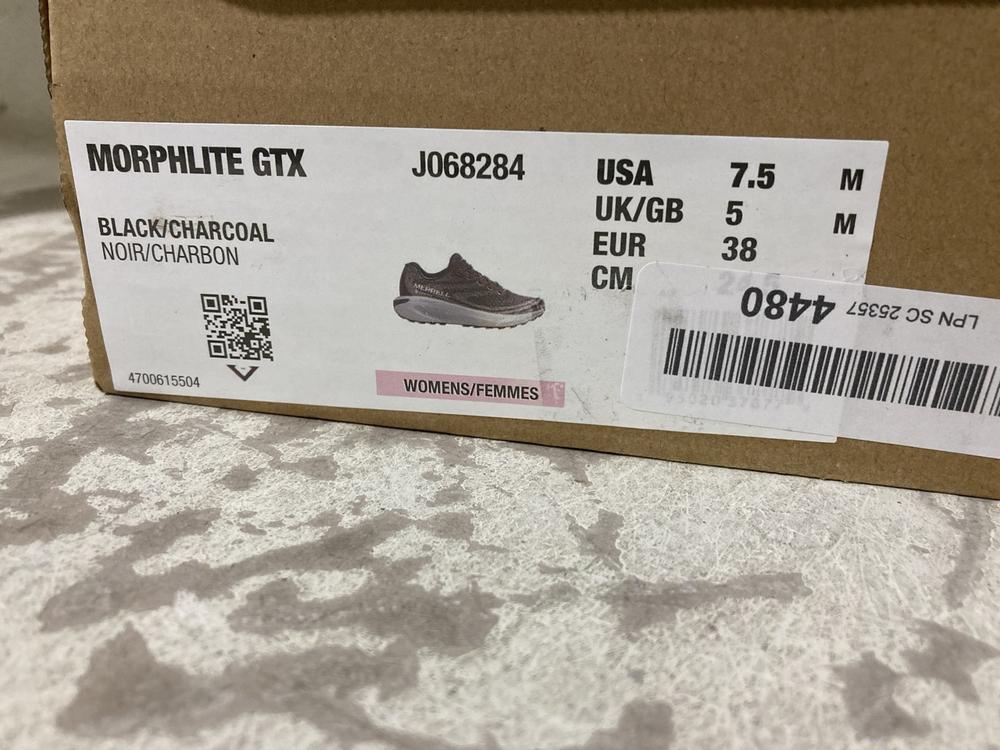 MORPHLITE GTX
J068284
BLACK/CHARCOAL
NOIR/CHARBON
MERRELL
4700615504
WOMENS/FEMMES
USA 7.5 M
UK/GB 5 M
EUR 38
CM
LPN SC 25357 4480